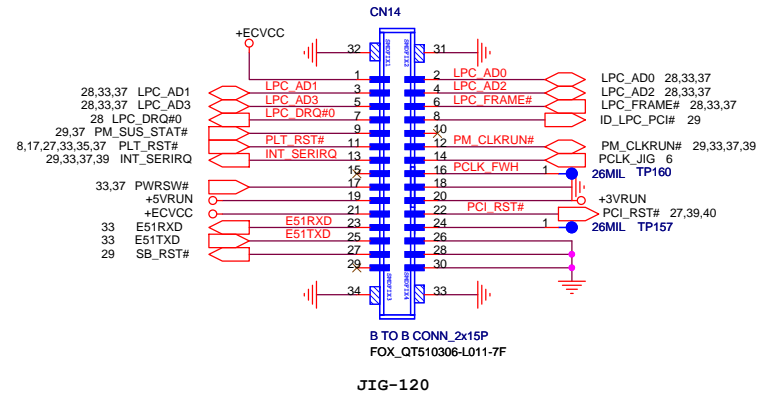 CN14
+ECVCC
32 31
SMDFIX1 SMDFIX2
1 2 LPC_AD0 LPC_AD0 28,33,37
28,33,37 LPC_AD1 LPC_AD1 3 4 LPC_AD2 LPC_AD2 28,33,37
28,33,37 LPC_AD3 LPC_AD3 5 6 LPC_FRAME# LPC_FRAME# 28,33,37
28 LPC_DRQ#0 LPC_DRQ#0 7 8 ID_LPC_PCI# 29
29,37 PM_SUS_STAT# 9 10
8,17,27,33,35,37 PLT_RST# PLT_RST# 11 12 PM_CLKRUN# PM_CLKRUN# 29,33,37,39
29,33,37,39 INT_SERIRQ INT_SERIRQ 13 14 PCLK_JIG 6
15 16 PCLK_FWH 1 26MIL TP160
33,37 PWRSW# 17 18
+5VRUN 19 20 +3VRUN
+ECVCC 21 22 PCI_RST# PCI_RST# 27,39,40
33 E51RXD E51RXD 23 24 1 26MIL TP157
33 E51TXD E51TXD 25 26
29 SB_RST# 27 28
29 30
SMDFIX3 SMDFIX4
34 33
B TO B CONN_2x15P
FOX_QT510306-L011-7F
JIG-120